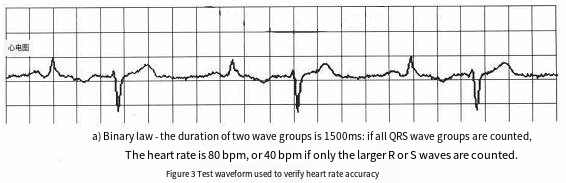 心电图
a) Binary law - the duration of two wave groups is 1500ms: if all QRS wave groups are counted,
The heart rate is 80 bpm, or 40 bpm if only the larger R or S waves are counted.
Figure 3 Test waveform used to verify heart rate accuracy